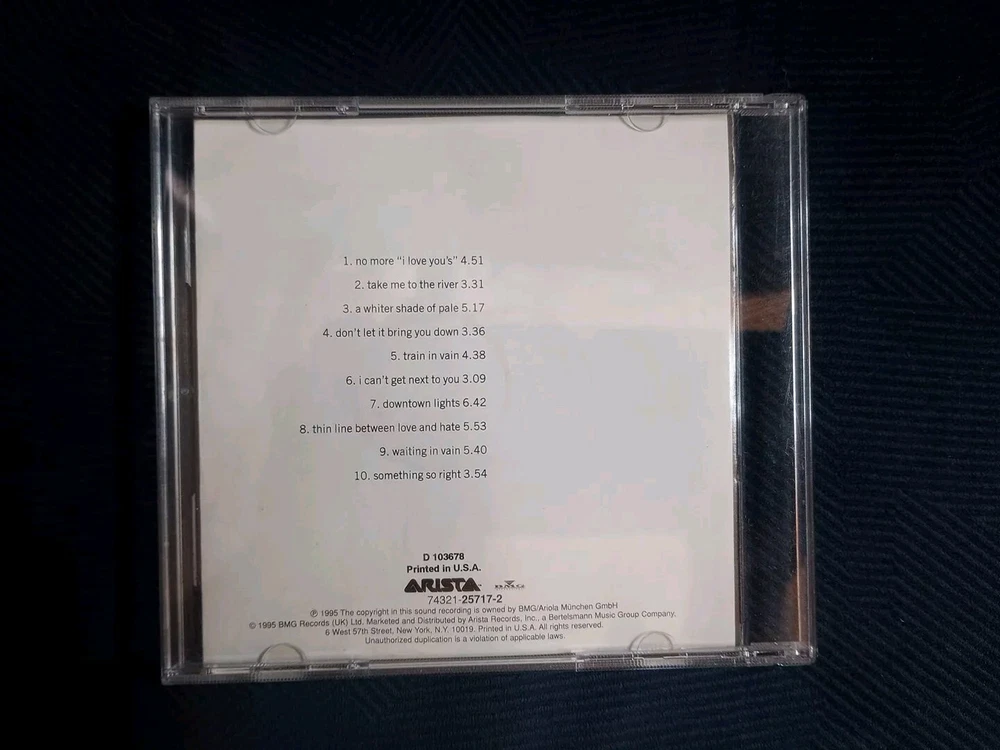 1. no more "i love you's" 4.51
2. take me to the river 3.31
3. a whiter shade of pale 5.17
4. don't let it bring you down 3.36
5. train in vain 4.38
6. i can't get next to you 3.09
7. downtown lights 6.42
8. thin line between love and hate 5.53
9. waiting in vain 5.40
10. something so right 3.54
D 103678
Printed in U.S.A.
ARISTA BMG
74321-25717-2
℗ 1995 The copyright in this sound recording is owned by BMG/Ariola München GmbH
© 1995 BMG Records (UK) Ltd. Marketed and Distributed by Arista Records, Inc., a Bertelsmann Music Group Company,
6 West 57th Street, New York, N.Y. 10019. Printed in U.S.A. All rights reserved.
Unauthorized duplication is a violation of applicable laws.